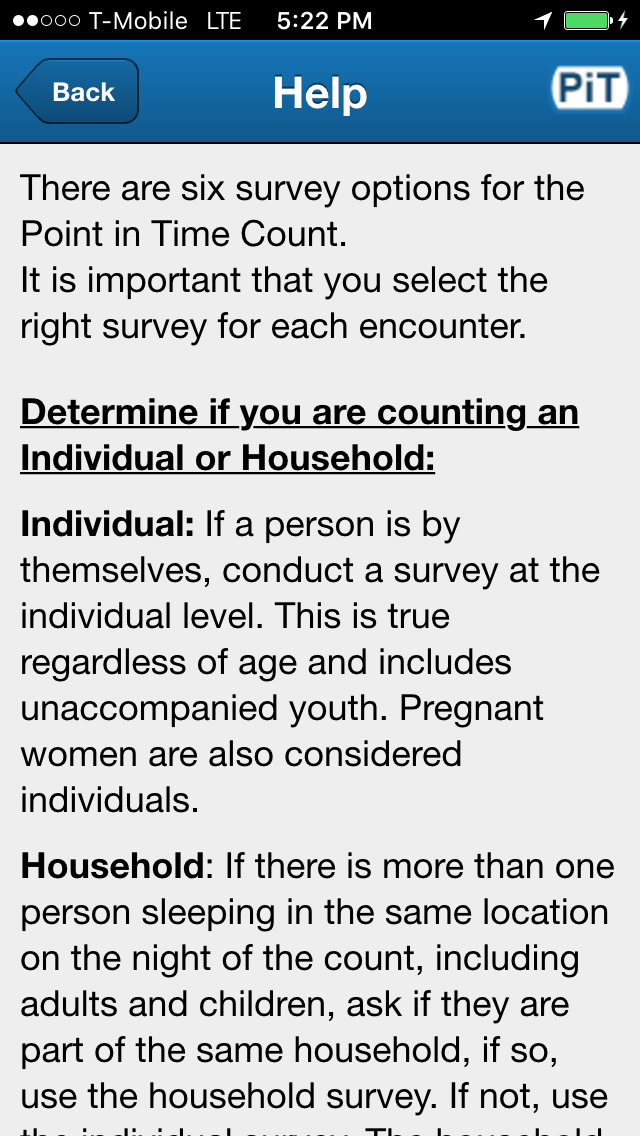 T-Mobile LTE 5:22 PM
Back Help PiT
There are six survey options for the
Point in Time Count.
It is important that you select the
right survey for each encounter.
Determine if you are counting an
Individual or Household:
Individual: If a person is by
themselves, conduct a survey at the
individual level. This is true
regardless of age and includes
unaccompanied youth. Pregnant
women are also considered
individuals.
Household: If there is more than one
person sleeping in the same location
on the night of the count, including
adults and children, ask if they are
part of the same household, if so,
use the household survey. If not, use
the individual survey. The household